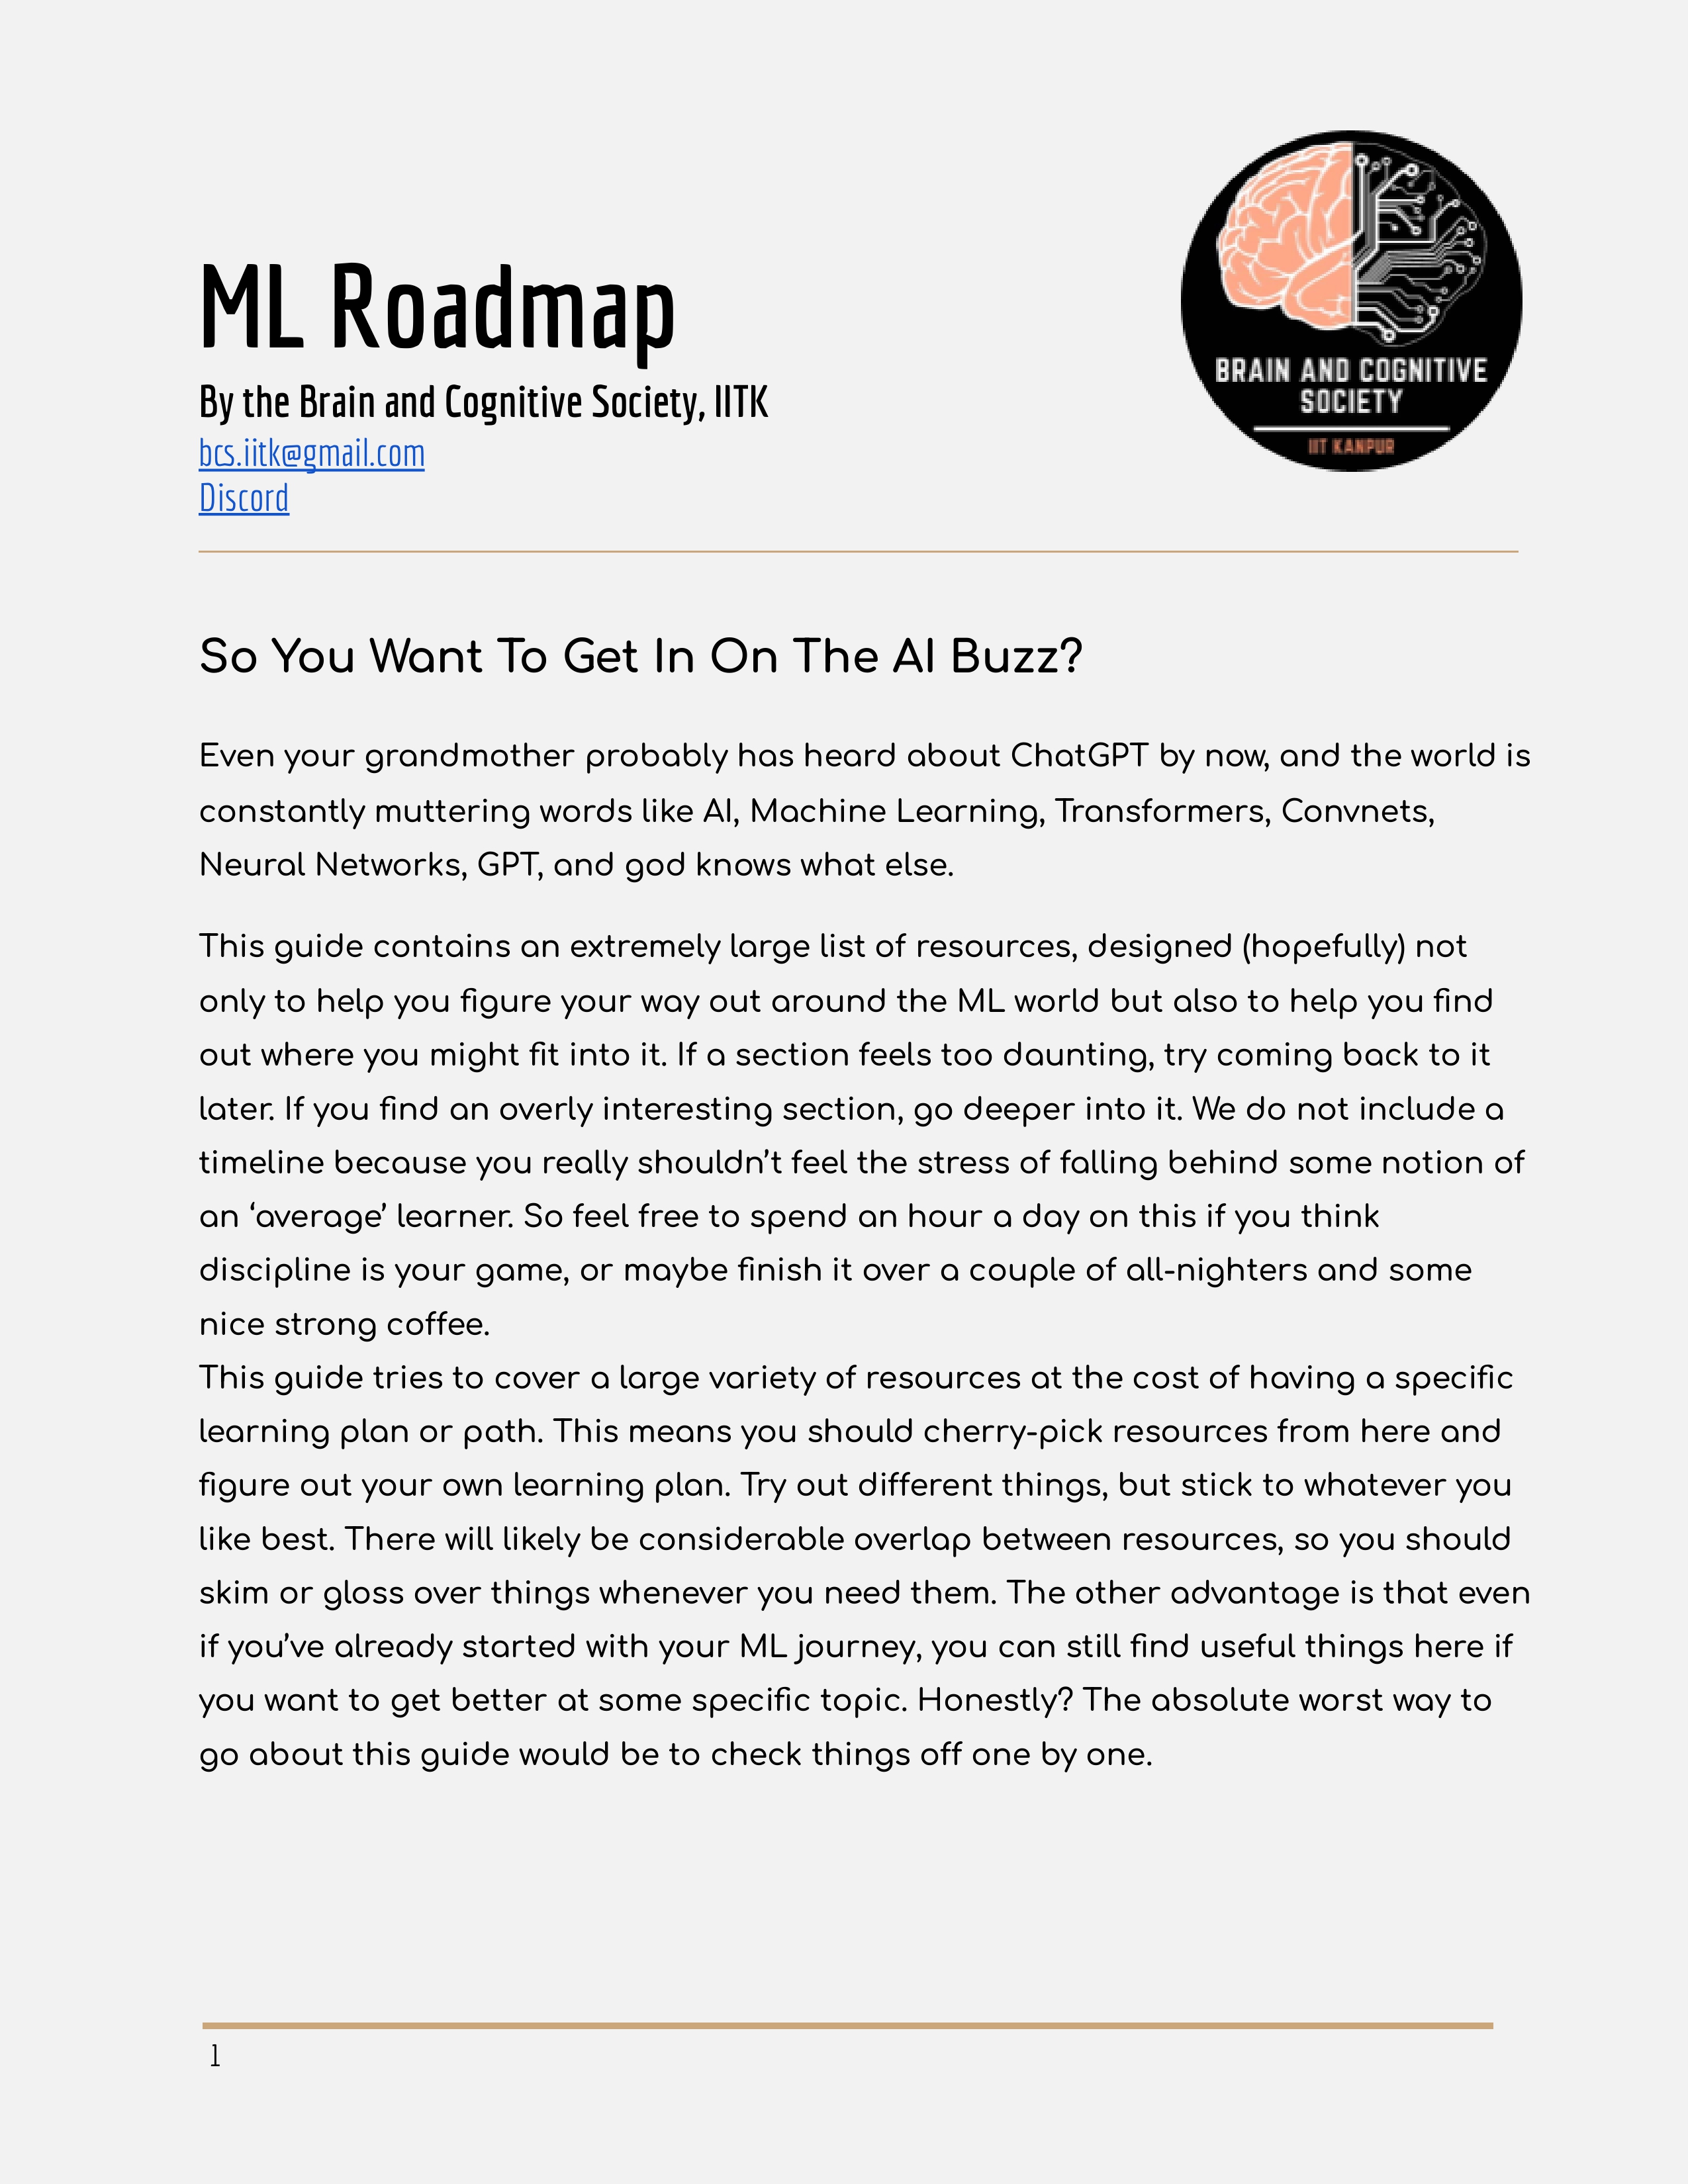 ML Roadmap
By the Brain and Cognitive Society, IITK
bcs.iitk@gmail.com
Discord
BRAIN AND COGNITIVE
SOCIETY
IIT KANPUR
So You Want To Get In On The AI Buzz?
Even your grandmother probably has heard about ChatGPT by now, and the world is
constantly muttering words like AI, Machine Learning, Transformers, Convnets,
Neural Networks, GPT, and god knows what else.
This guide contains an extremely large list of resources, designed (hopefully) not
only to help you figure your way out around the ML world but also to help you find
out where you might fit into it. If a section feels too daunting, try coming back to it
later. If you find an overly interesting section, go deeper into it. We do not include a
timeline because you really shouldn’t feel the stress of falling behind some notion of
an ‘average’ learner. So feel free to spend an hour a day on this if you think
discipline is your game, or maybe finish it over a couple of all-nighters and some
nice strong coffee.
This guide tries to cover a large variety of resources at the cost of having a specific
learning plan or path. This means you should cherry-pick resources from here and
figure out your own learning plan. Try out different things, but stick to whatever you
like best. There will likely be considerable overlap between resources, so you should
skim or gloss over things whenever you need them. The other advantage is that even
if you’ve already started with your ML journey, you can still find useful things here if
you want to get better at some specific topic. Honestly? The absolute worst way to
go about this guide would be to check things off one by one.
1